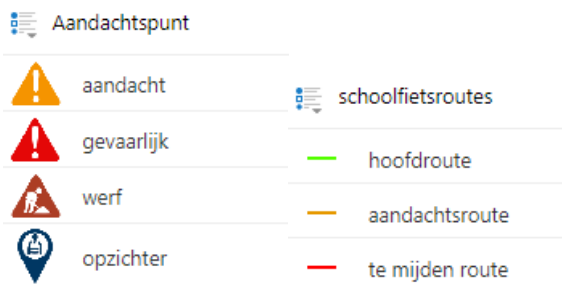 Aandachtspunt
aandacht
gevaarlijk
werf
opzichter
schoolfietsroutes
hoofdroute
aandachtsroute
te mijden route